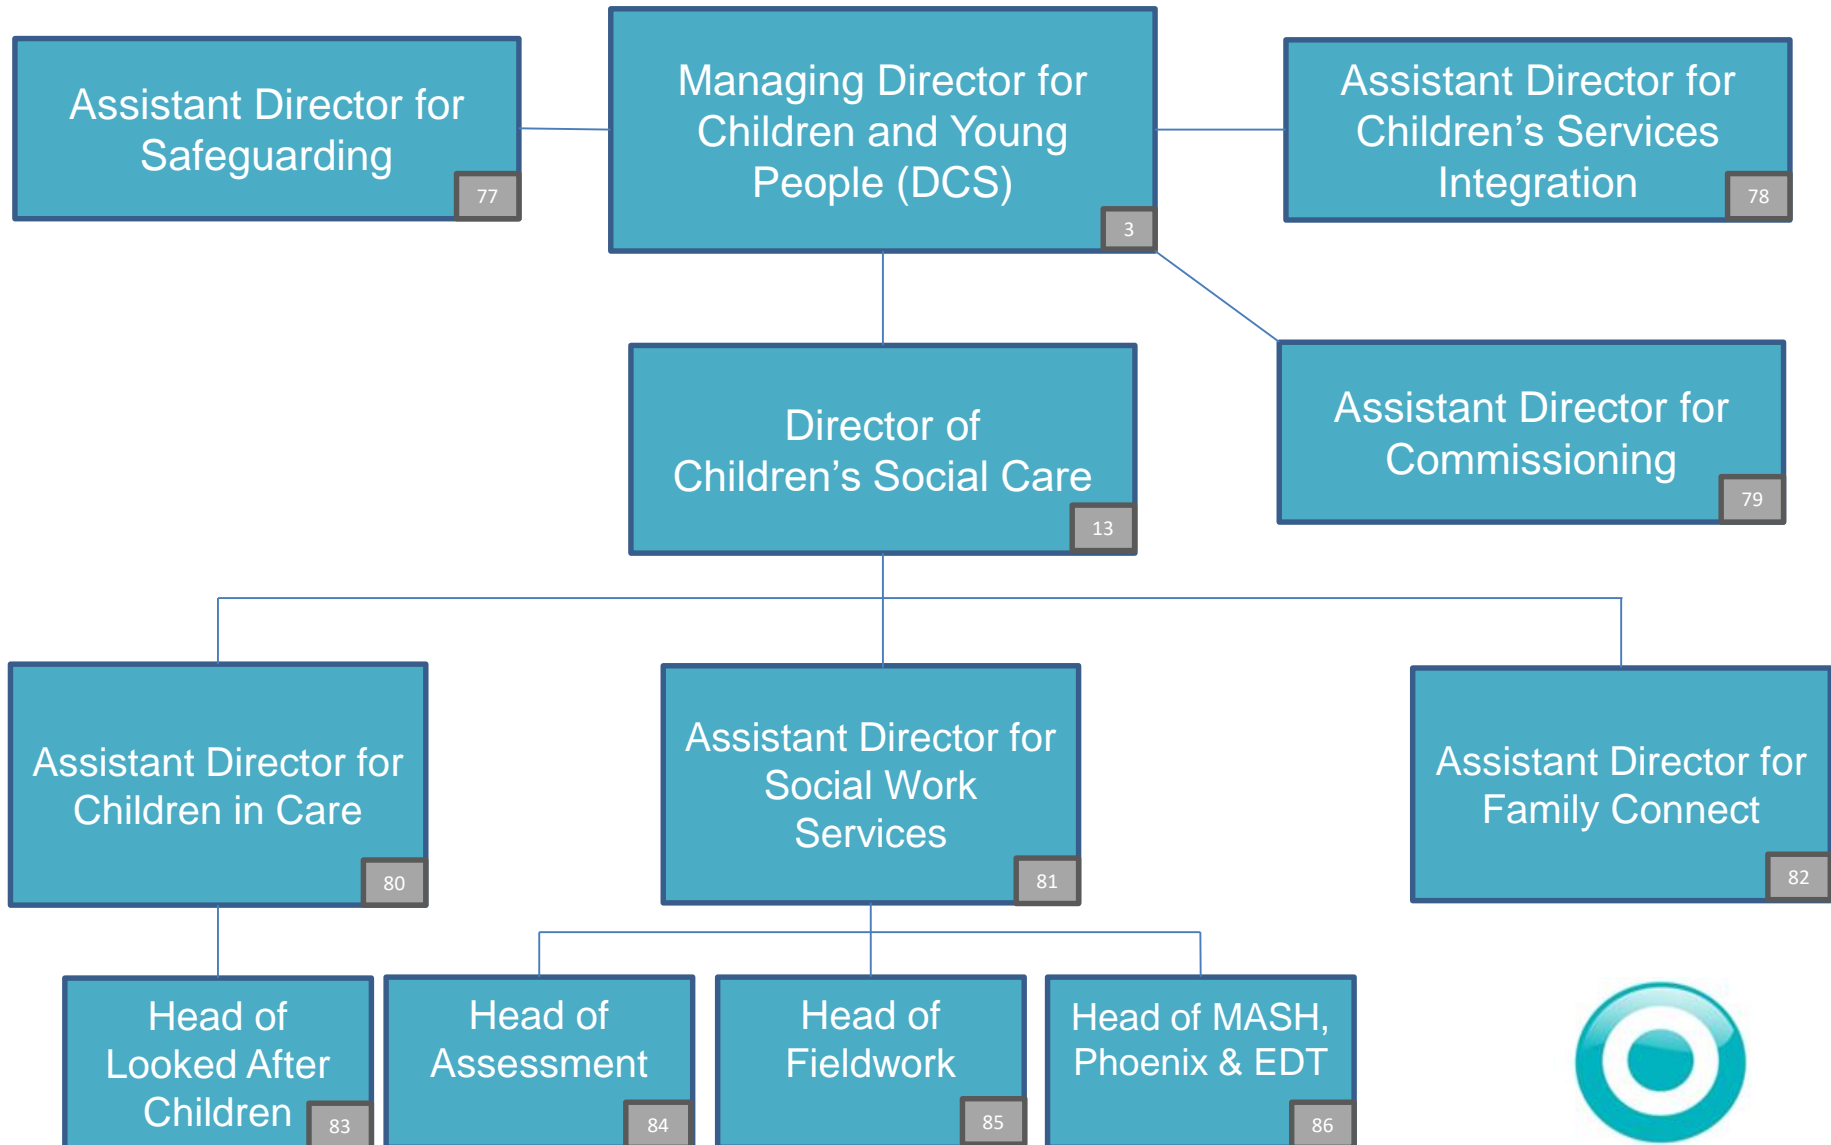 Assistant Director for
Safeguarding
77
Managing Director for
Children and Young
People (DCS)
3
Assistant Director for
Children’s Services
Integration
78
Director of
Children’s Social Care
13
Assistant Director for
Commissioning
79
Assistant Director for
Children in Care
80
Assistant Director for
Social Work
Services
81
Assistant Director for
Family Connect
82
Head of
Looked After
Children
83
Head of
Assessment
84
Head of
Fieldwork
85
Head of MASH,
Phoenix & EDT
86